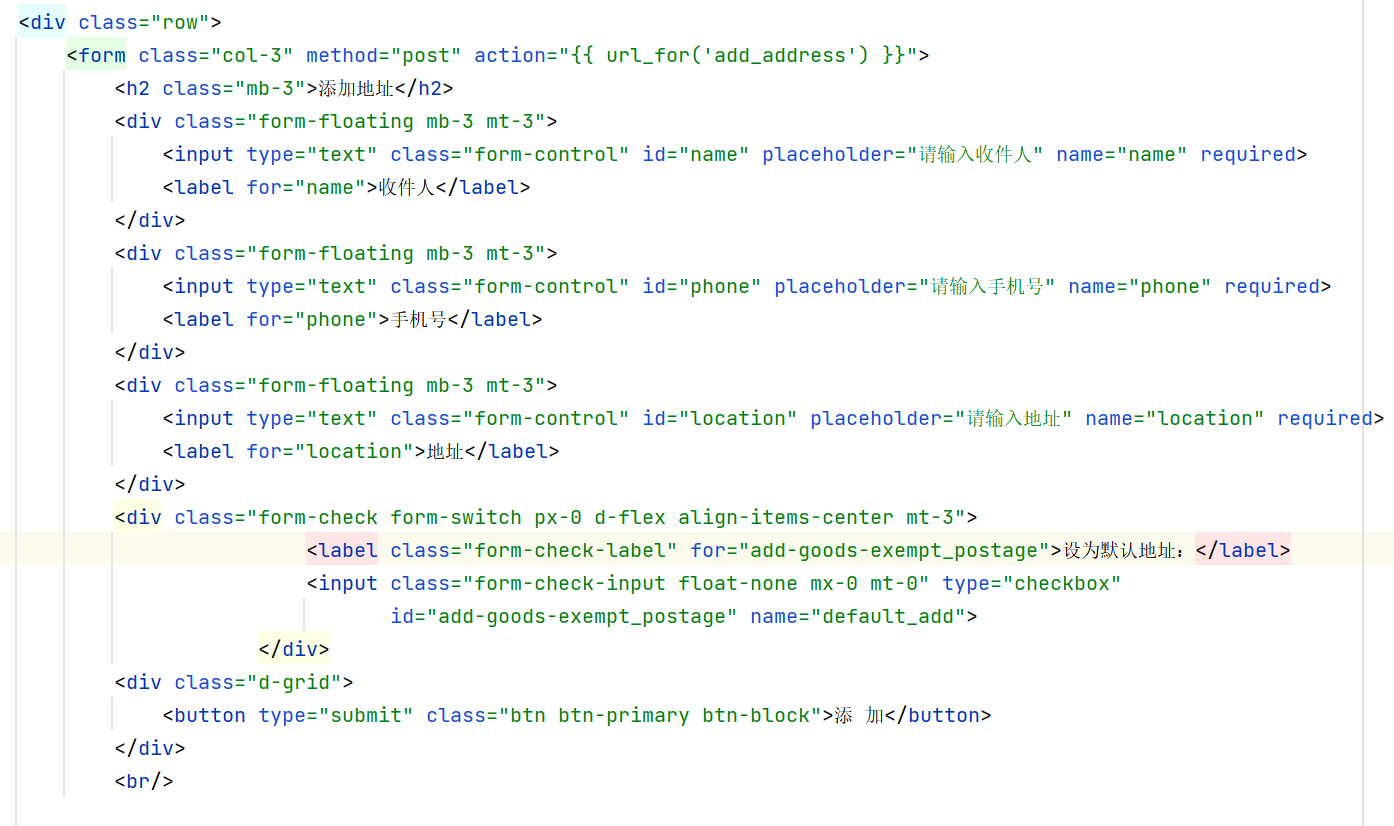 <div class="row">
<form class="col-3" method="post" action="{{ url_for('add_address') }}">
<h2 class="mb-3">添加地址</h2>
<div class="form-floating mb-3 mt-3">
<input type="text" class="form-control" id="name" placeholder="请输入收件人" name="name" required>
<label for="name">收件人</label>
</div>
<div class="form-floating mb-3 mt-3">
<input type="text" class="form-control" id="phone" placeholder="请输入手机号" name="phone" required>
<label for="phone">手机号</label>
</div>
<div class="form-floating mb-3 mt-3">
<input type="text" class="form-control" id="location" placeholder="请输入地址" name="location" required>
<label for="location">地址</label>
</div>
<div class="form-check form-switch px-0 d-flex align-items-center mt-3">
<label class="form-check-label" for="add-goods-exempt_postage">设为默认地址：</label>
<input class="form-check-input float-none mx-0 mt-0" type="checkbox"
id="add-goods-exempt_postage" name="default_add">
</div>
<div class="d-grid">
<button type="submit" class="btn btn-primary btn-block">添 加</button>
</div>
<br/>